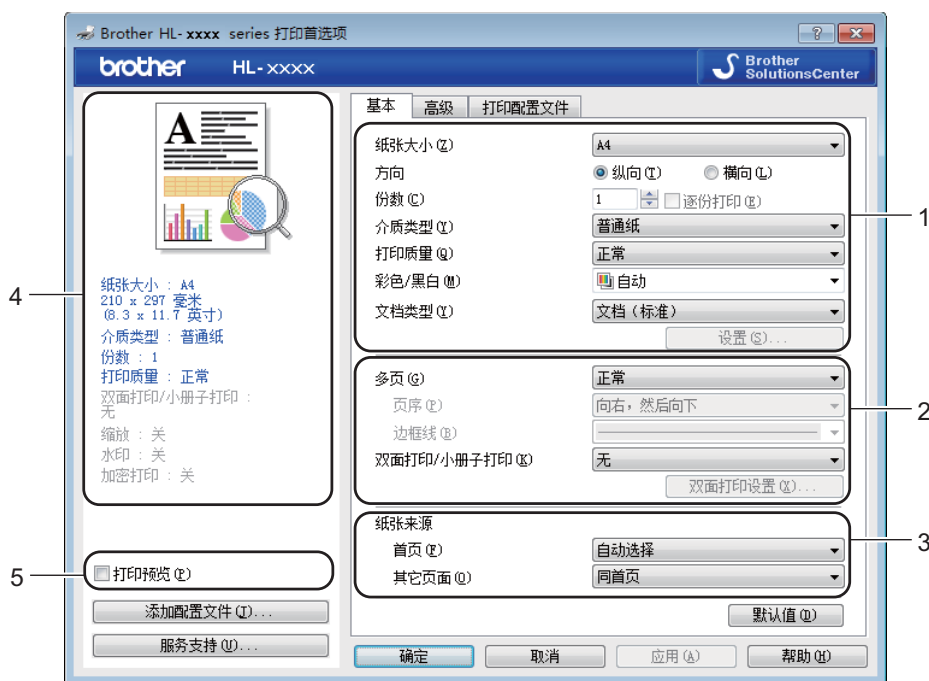 Brother HL-xxxx series 打印首选项
brother HL-xxxx
Brother
SolutionsCenter
A
纸张大小 : A4
210 x 297 毫米
(8.3 x 11.7 英寸)
介质类型 : 普通纸
份数 : 1
打印质量 : 正常
双面打印/小册子打印 :
无
缩放 : 关
水印 : 关
加密打印 : 关
4
打印预览(P)
5
添加配置文件(I)...
服务支持(U)...
基本 高级 打印配置文件
纸张大小(Z) A4
方向 纵向(T) 横向(L)
份数(C) 1 逐份打印(E)
介质类型(Y) 普通纸
打印质量(Q) 正常
彩色/黑白(M) 自动
文档类型(Y) 文档 (标准)
设置(S)...
1
多页(G) 正常
页序(P) 向右, 然后向下
边框线(B)
双面打印/小册子打印(K) 无
双面打印设置(X)...
2
纸张来源
首页(F) 自动选择
其它页面(O) 同首页
3
默认值(D)
确定 取消 应用(A) 帮助(H)